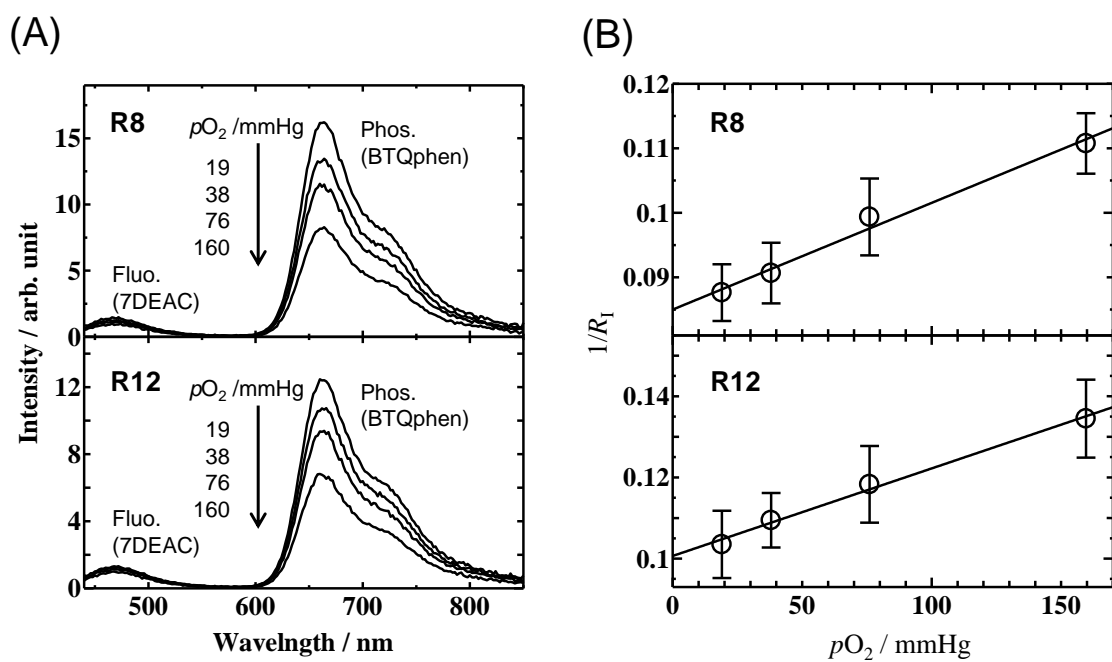 (A)
R8
pO2 /mmHg
19
38
76
160
Phos.
(BTQphen)
Fluo.
(7DEAC)
15
10
5
0
R12
pO2 /mmHg
19
38
76
160
Phos.
(BTQphen)
Fluo.
(7DEAC)
12
8
4
0
500
600
700
800
Intensity / arb. unit
Wavelngth / nm
(B)
0.12
0.11
0.1
0.09
R8
0.14
0.12
0.1
R12
0
50
100
150
1/RI
pO2 / mmHg